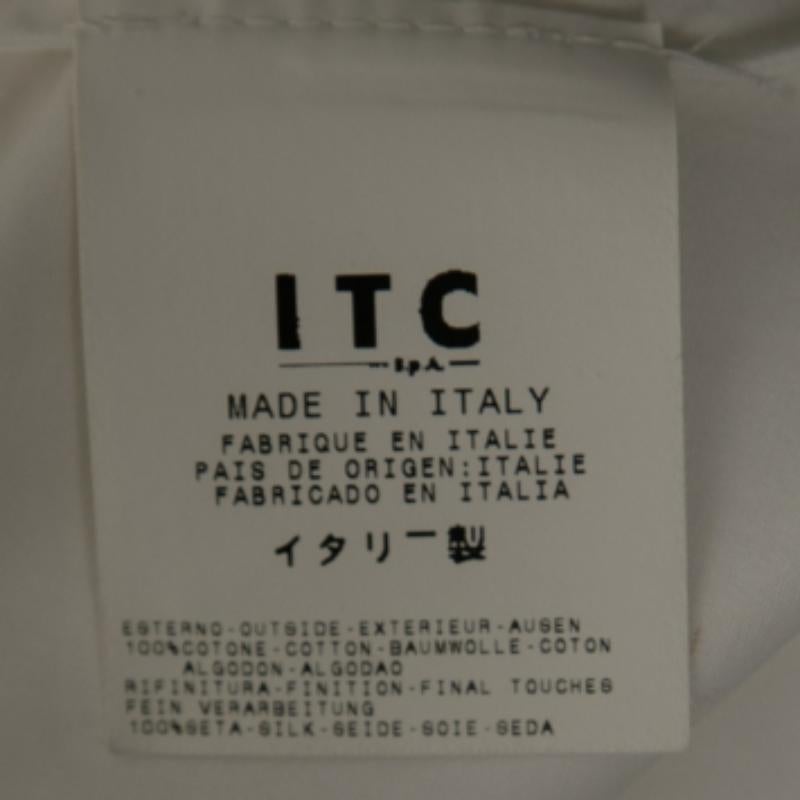 ITC
S.p.A.
MADE IN ITALY
FABRIQUE EN ITALIE
PAIS DE ORIGEN:ITALIE
FABRICADO EN ITALIA
イタリー製
ESTERNO-OUTSIDE-EXTERIEUR-AUSEN
100%COTONE-COTTON-BAUMWOLLE-COTON
ALGODON-ALGODAO
RIFINITURA-FINITION-FINAL TOUCHES
FEIN VERARBEITUNG
100%SETA-SILK-SEIDE-SOIE-SEDA